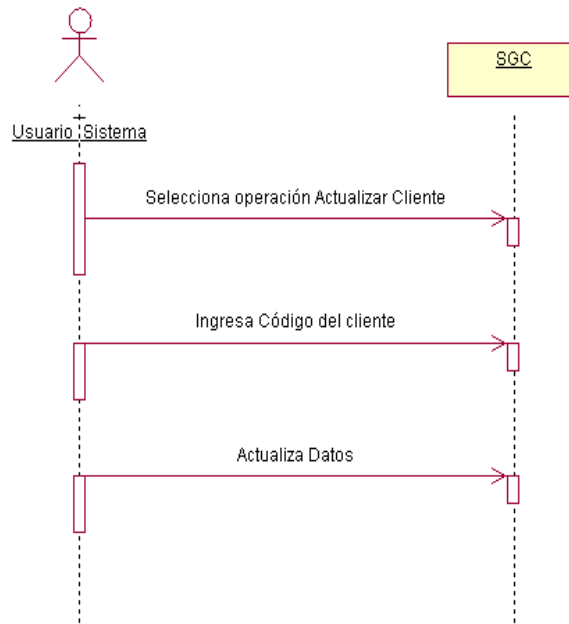 SGC
Usuario Sistema
Selecciona operación Actualizar Cliente
Ingresa Código del cliente
Actualiza Datos